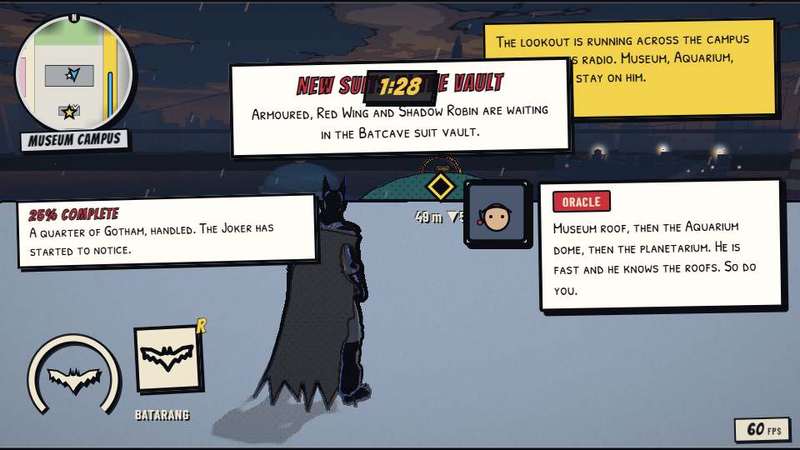 N
MUSEUM CAMPUS
THE LOOKOUT IS RUNNING ACROSS THE CAMPUS
RADIO. MUSEUM, AQUARIUM,
STAY ON HIM.
NEW VAULT
1:28
ARMOURED, RED WING AND SHADOW ROBIN ARE WAITING
IN THE BATCAVE SUIT VAULT.
25% COMPLETE
A QUARTER OF GOTHAM, HANDLED. THE JOKER HAS
STARTED TO NOTICE.
49 m
ORACLE
MUSEUM ROOF, THEN THE AQUARIUM
DOME, THEN THE PLANETARIUM. HE IS
FAST AND HE KNOWS THE ROOFS. SO DO
YOU.
R
BATARANG
60 FPS